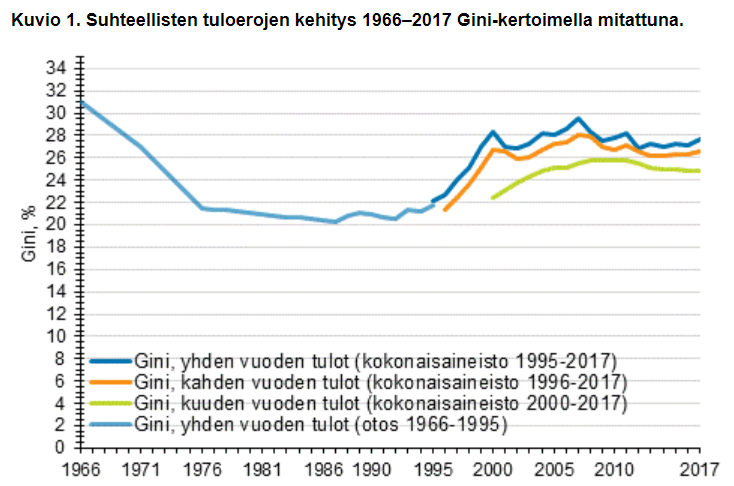 Kuvio 1. Suhteellisten tuloerojen kehitys 1966–2017 Gini-kertoimella mitattuna.
Gini, %
34
32
30
28
26
24
22
20
18
16
14
12
10
8
6
4
2
0
Gini, yhden vuoden tulot (kokonaisaineisto 1995-2017)
Gini, kahden vuoden tulot (kokonaisaineisto 1996-2017)
Gini, kuuden vuoden tulot (kokonaisaineisto 2000-2017)
Gini, yhden vuoden tulot (otos 1966-1995)
1966 1971 1976 1981 1986 1990 1995 2000 2005 2010 2017